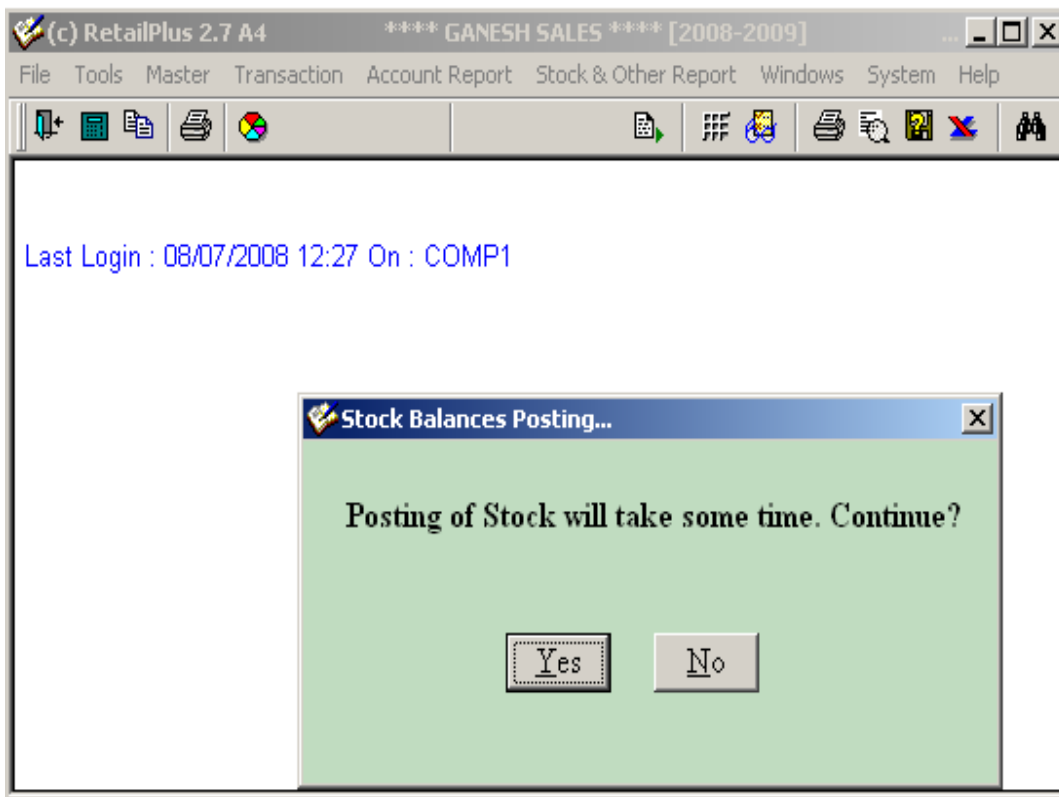 (c) RetailPlus 2.7 A4 **** GANESH SALES **** [2008-2009] ...
File Tools Master Transaction Account Report Stock & Other Report Windows System Help
Last Login : 08/07/2008 12:27 On : COMP1
Stock Balances Posting...
Posting of Stock will take some time. Continue?
Yes No